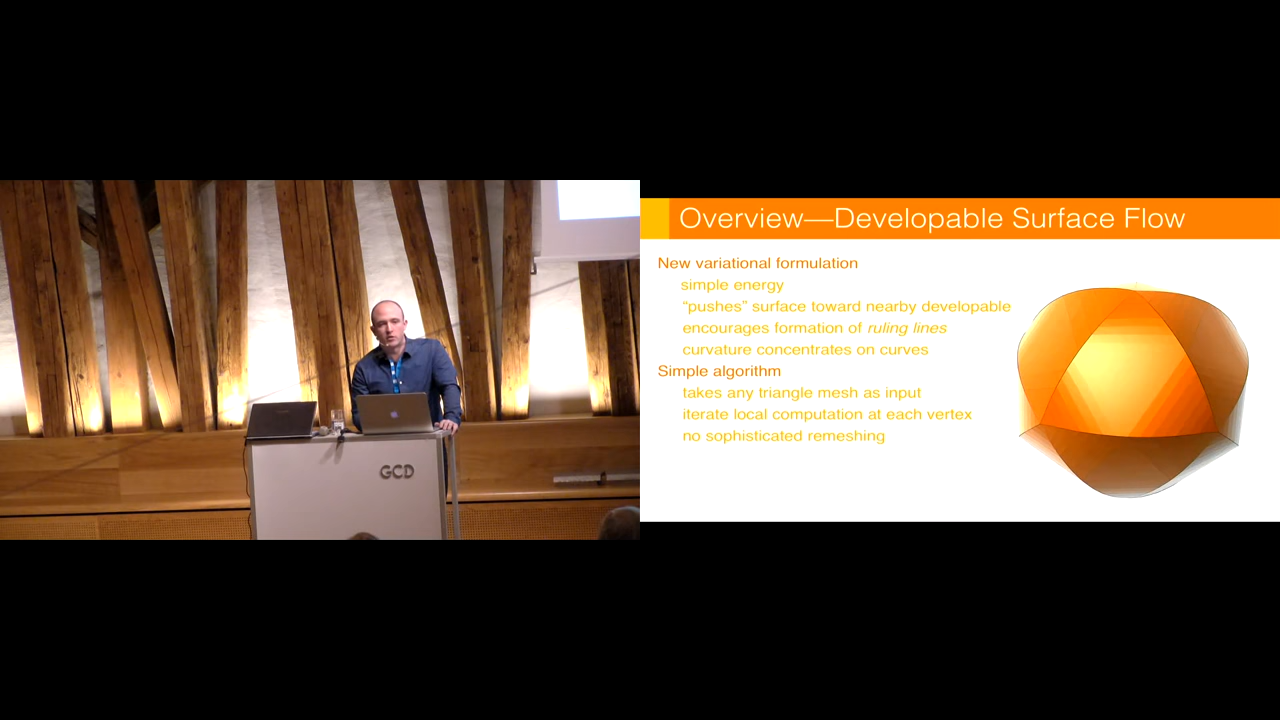 GCD
Overview—Developable Surface Flow
New variational formulation
simple energy
“pushes” surface toward nearby developable
encourages formation of ruling lines
curvature concentrates on curves
Simple algorithm
takes any triangle mesh as input
iterate local computation at each vertex
no sophisticated remeshing